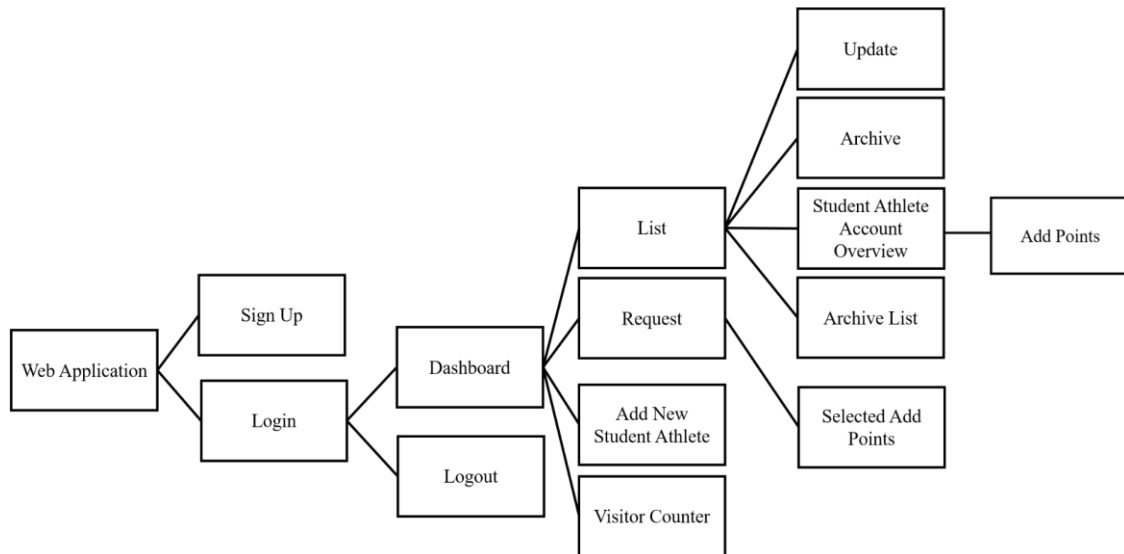 Update
Archive
Student Athlete
Account
Overview
Add Points
List
Request
Archive List
Sign Up
Web Application
Dashboard
Login
Add New
Student Athlete
Selected Add
Points
Logout
Visitor Counter